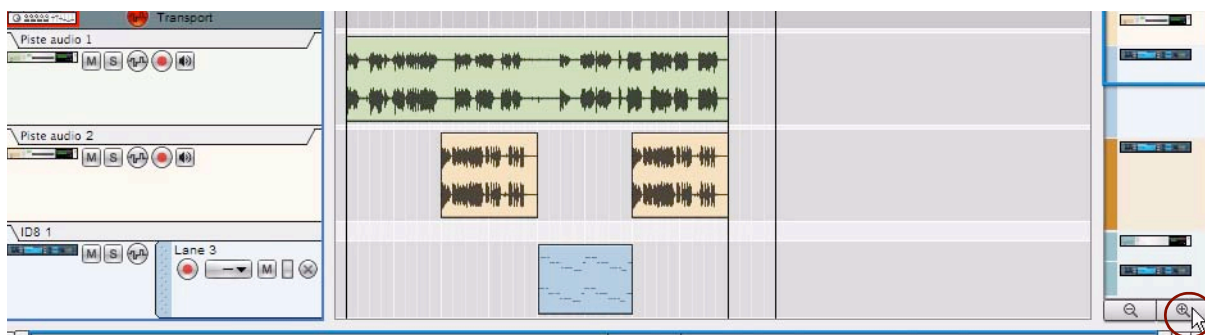 Transport
Piste audio 1
M S
Piste audio 2
M S
ID8 1
M S
Lane 3
M